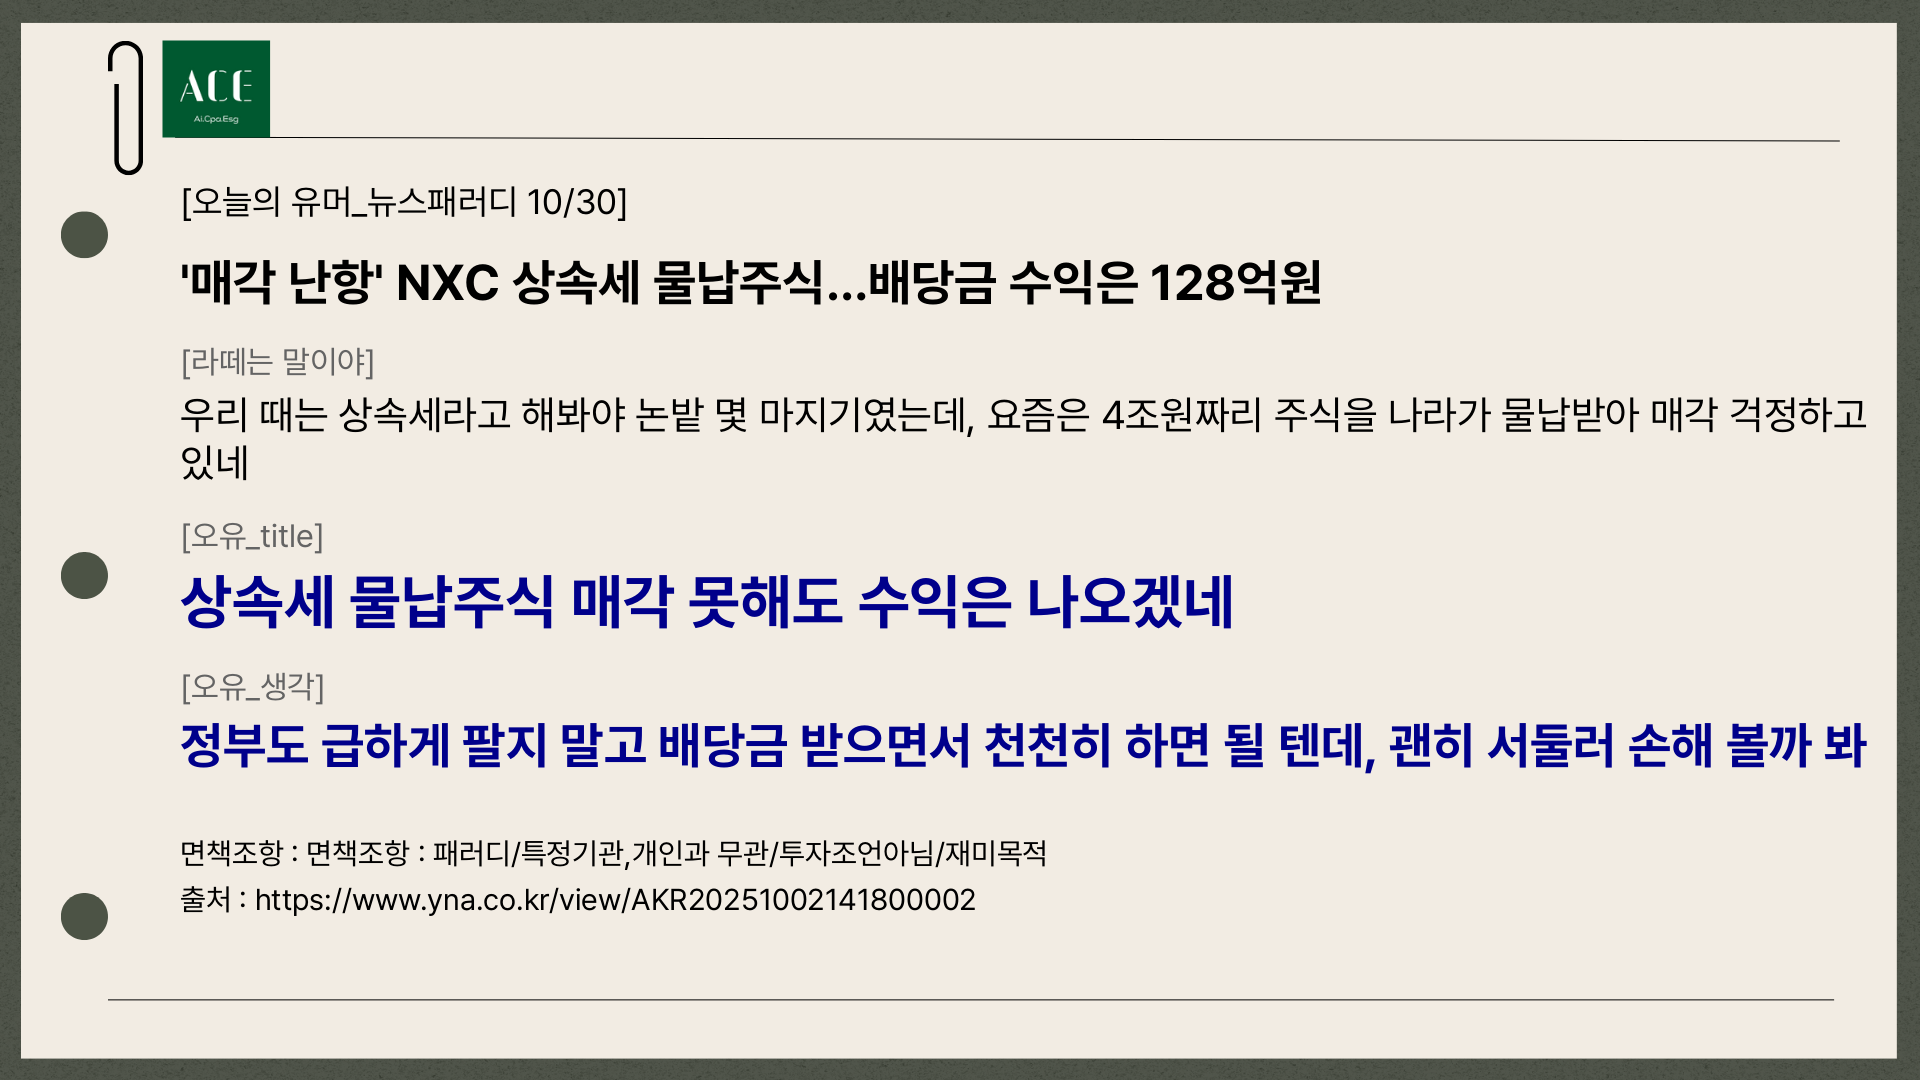 ACE
Ai.Cpa.Esg
[오늘의 유머_뉴스패러디 10/30]
'매각 난항' NXC 상속세 물납주식...배당금 수익은 128억원
[라떼는 말이야]
우리 때는 상속세라고 해봐야 논밭 몇 마지기였는데, 요즘은 4조원짜리 주식을 나라가 물납받아 매각 걱정하고
있네
[오유_title]
상속세 물납주식 매각 못해도 수익은 나오겠네
[오유_생각]
정부도 급하게 팔지 말고 배당금 받으면서 천천히 하면 될 텐데, 괜히 서둘러 손해 볼까 봐
면책조항 : 면책조항 : 패러디/특정기관,개인과 무관/투자조언아님/재미목적
출처 : https://www.yna.co.kr/view/AKR20251002141800002